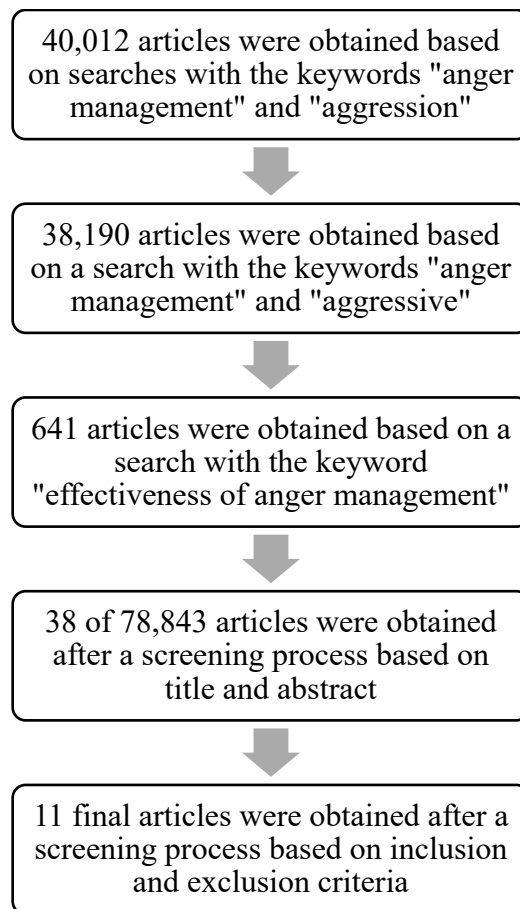 40,012 articles were obtained based
on searches with the keywords "anger
management" and "aggression"
38,190 articles were obtained based
on a search with the keywords "anger
management" and "aggressive"
641 articles were obtained based on a
search with the keyword
"effectiveness of anger management"
38 of 78,843 articles were obtained
after a screening process based on
title and abstract
11 final articles were obtained after a
screening process based on inclusion
and exclusion criteria